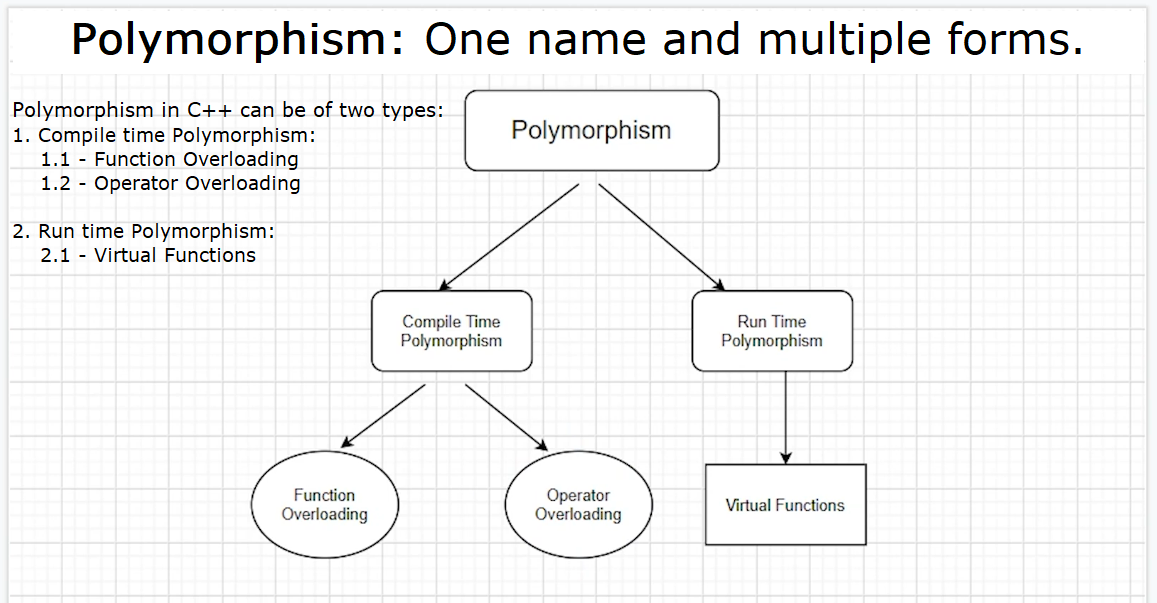 Polymorphism: One name and multiple forms.
Polymorphism in C++ can be of two types:
1. Compile time Polymorphism:
1.1 - Function Overloading
1.2 - Operator Overloading
2. Run time Polymorphism:
2.1 - Virtual Functions
Polymorphism
Compile Time
Polymorphism
Run Time
Polymorphism
Function
Overloading
Operator
Overloading
Virtual Functions